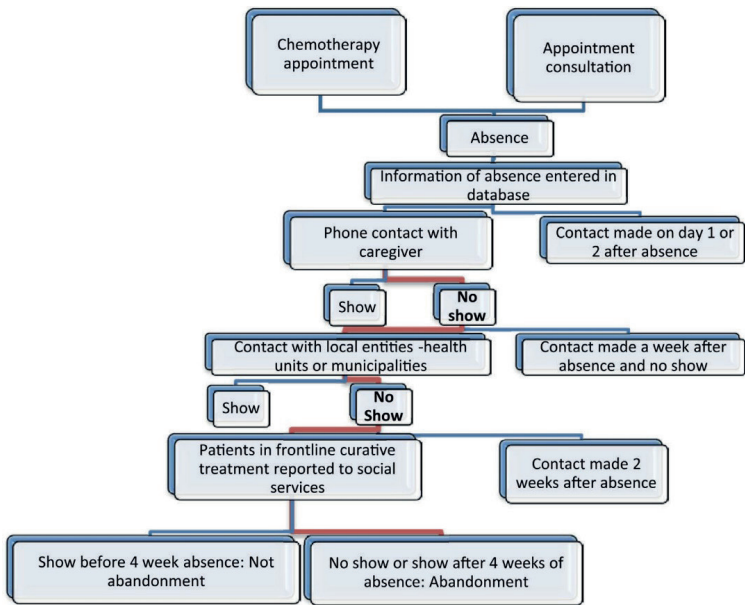 Chemotherapy
appointment
Appointment
consultation
Absence
Information of absence entered in
database
Phone contact with
caregiver
Contact made on day 1 or
2 after absence
Show
No
show
Contact with local entities -health
units or municipalities
Contact made a week after
absence and no show
Show
No
Show
Patients in frontline curative
treatment reported to social
services
Contact made 2
weeks after absence
Show before 4 week absence: Not
abandonment
No show or show after 4 weeks of
absence: Abandonment